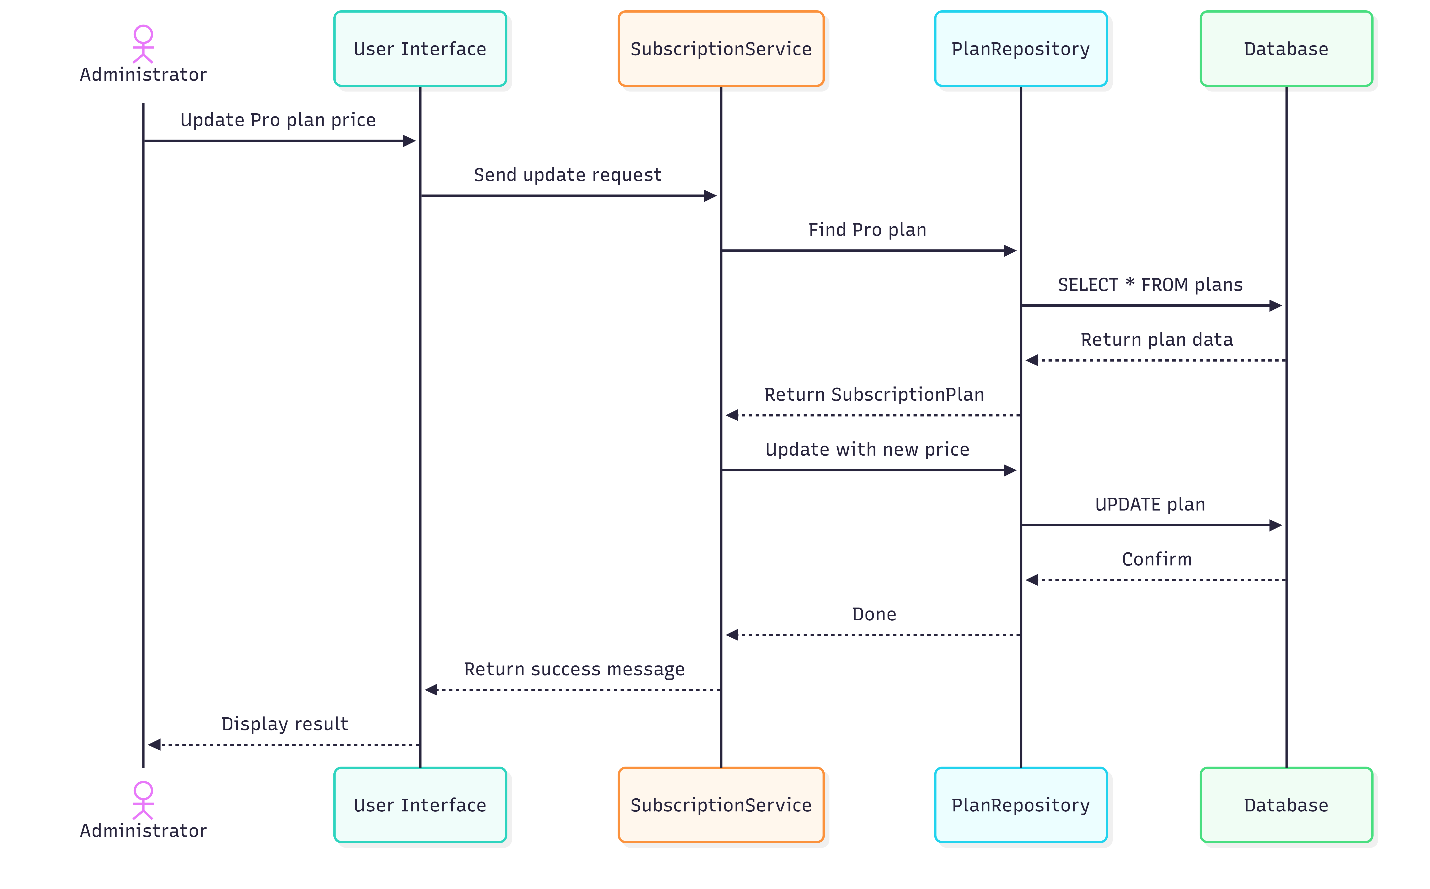 Administrator
User Interface
SubscriptionService
PlanRepository
Database
Update Pro plan price
Send update request
Find Pro plan
SELECT * FROM plans
Return plan data
Return SubscriptionPlan
Update with new price
UPDATE plan
Confirm
Done
Return success message
Display result
Administrator
User Interface
SubscriptionService
PlanRepository
Database